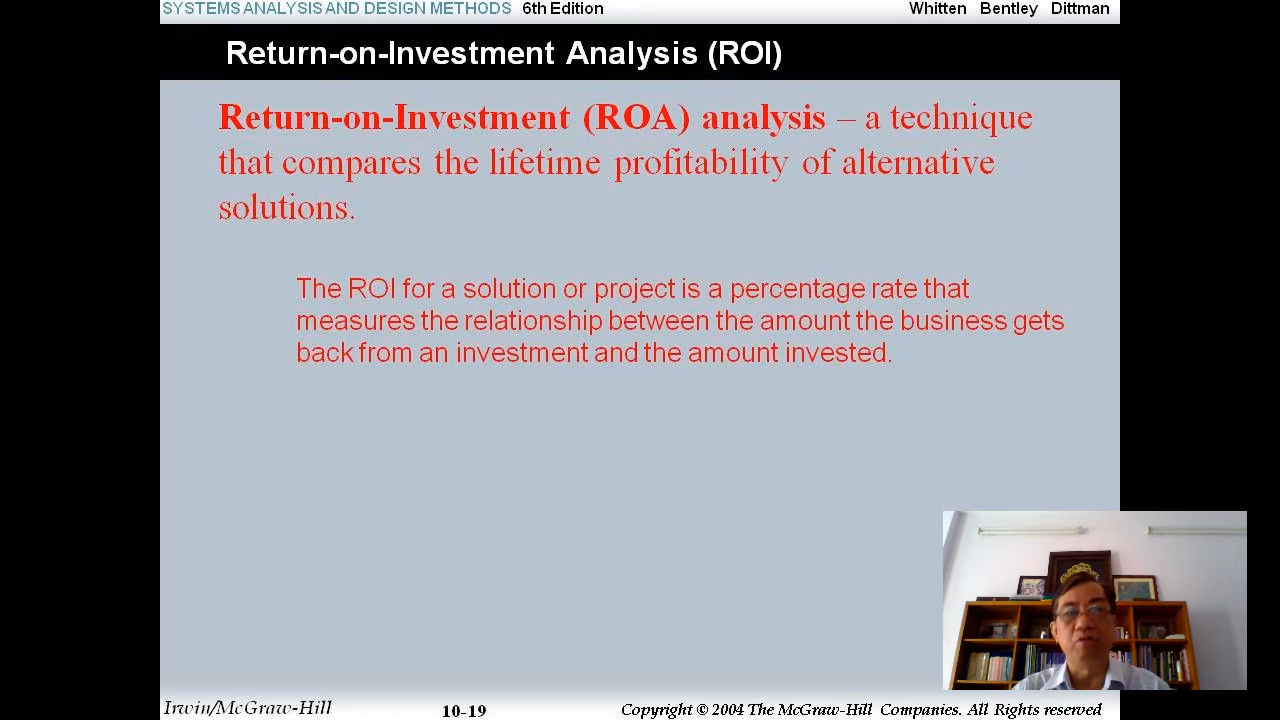 SYSTEMS ANALYSIS AND DESIGN METHODS 6th Edition Whitten Bentley Dittman
Return-on-Investment Analysis (ROI)
Return-on-Investment (ROA) analysis – a technique
that compares the lifetime profitability of alternative
solutions.
The ROI for a solution or project is a percentage rate that
measures the relationship between the amount the business gets
back from an investment and the amount invested.
Irwin/McGraw-Hill 10-19 Copyright © 2004 The McGraw-Hill Companies. All Rights reserved